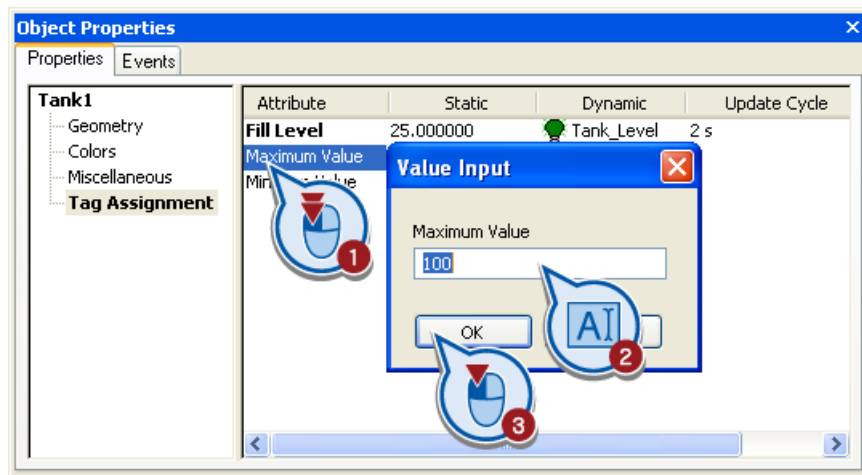 Object Properties
Properties Events
Tank1
Geometry
Colors
Miscellaneous
Tag Assignment
Attribute Static Dynamic Update Cycle
Fill Level 25.000000 Tank_Level 2 s
Maximum Value
Value
Value Input
Maximum Value
100
OK
A
1
2
3